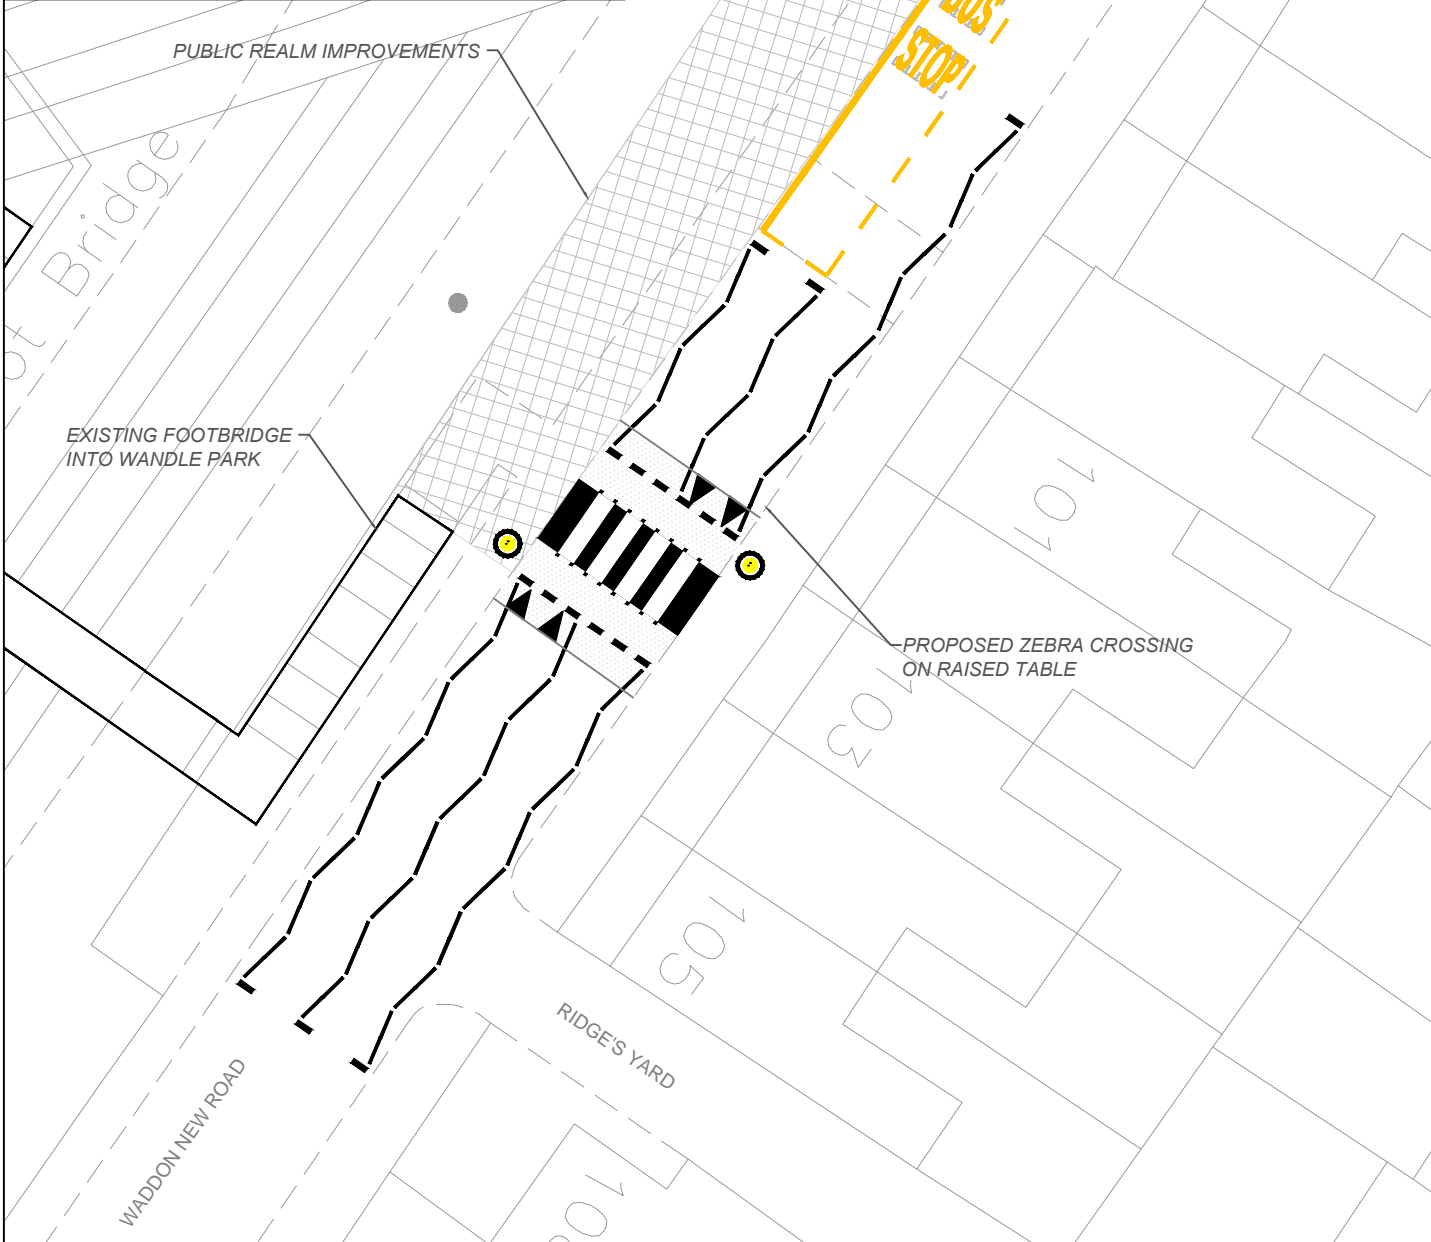 BUS
STOP
PUBLIC REALM IMPROVEMENTS
Bridge
EXISTING FOOTBRIDGE
INTO WANDLE PARK
101
PROPOSED ZEBRA CROSSING
ON RAISED TABLE
103
105
RIDGE'S YARD
WADDON NEW ROAD